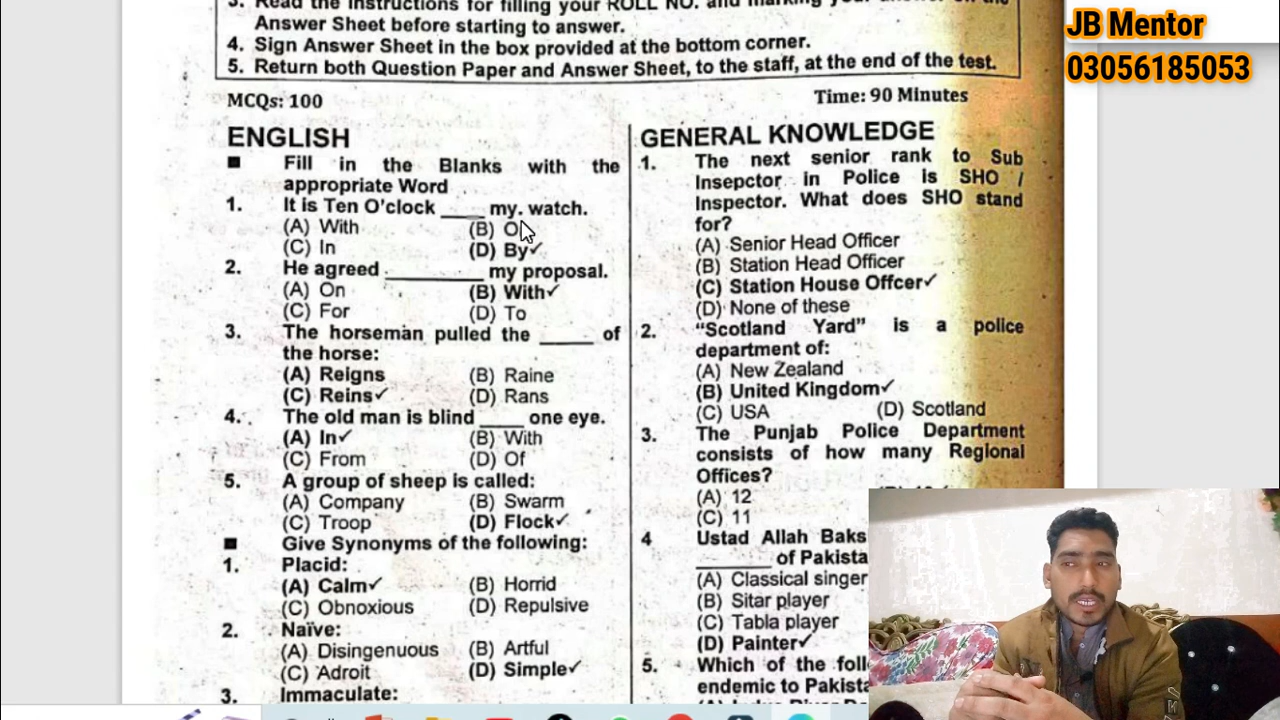 JB Mentor
03056185053
3. Read the instructions for filling your ROLL NO. and marking your answer on the
Answer Sheet before starting to answer.
4. Sign Answer Sheet in the box provided at the bottom corner.
5. Return both Question Paper and Answer Sheet, to the staff, at the end of the test.
MCQs: 100
Time: 90 Minutes
ENGLISH
■ Fill in the Blanks with the
appropriate Word
1. It is Ten O'clock ____ my. watch.
(A) With
(B) O
(C) In
(D) By✓
2. He agreed _________ my proposal.
(A) On
(B) With✓
(C) For
(D) To
3. The horseman pulled the _____ of
the horse:
(A) Reigns
(B) Raine
(C) Reins✓
(D) Rans
4. The old man is blind ____ one eye.
(A) In✓
(B) With
(C) From
(D) Of
5. A group of sheep is called:
(A) Company
(B) Swarm
(C) Troop
(D) Flock✓
■ Give Synonyms of the following:
1. Placid:
(A) Calm✓
(B) Horrid
(C) Obnoxious
(D) Repulsive
2. Naïve:
(A) Disingenuous
(B) Artful
(C) Adroit
(D) Simple✓
3. Immaculate:
GENERAL KNOWLEDGE
1. The next senior rank to Sub
Insepctor in Police is SHO /
Inspector. What does SHO stand
for?
(A) Senior Head Officer
(B) Station Head Officer
(C) Station House Offcer✓
(D) None of these
2. "Scotland Yard" is a police
department of:
(A) New Zealand
(B) United Kingdom✓
(C) USA
(D) Scotland
3. The Punjab Police Department
consists of how many Regional
Offices?
(A) 12
(C) 11
4 Ustad Allah Baks
_______ of Pakista
(A) Classical singer
(B) Sitar player
(C) Tabla player
(D) Painter✓
5. Which of the foll
endemic to Pakista